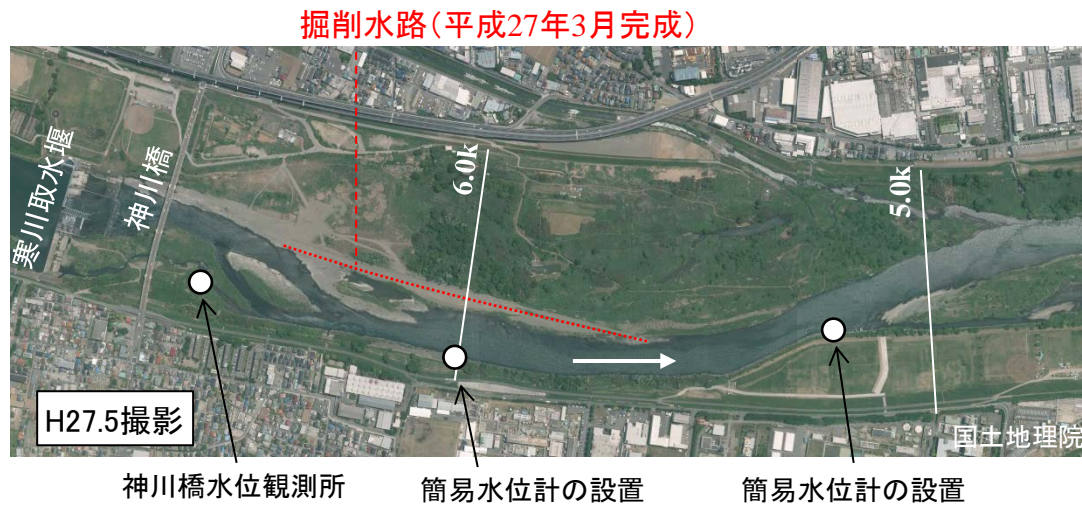 掘削水路（平成27年3月完成）
寒川取水堰
神川橋
6.0k
5.0k
H27.5撮影
国土地理院
神川橋水位観測所
簡易水位計の設置
簡易水位計の設置